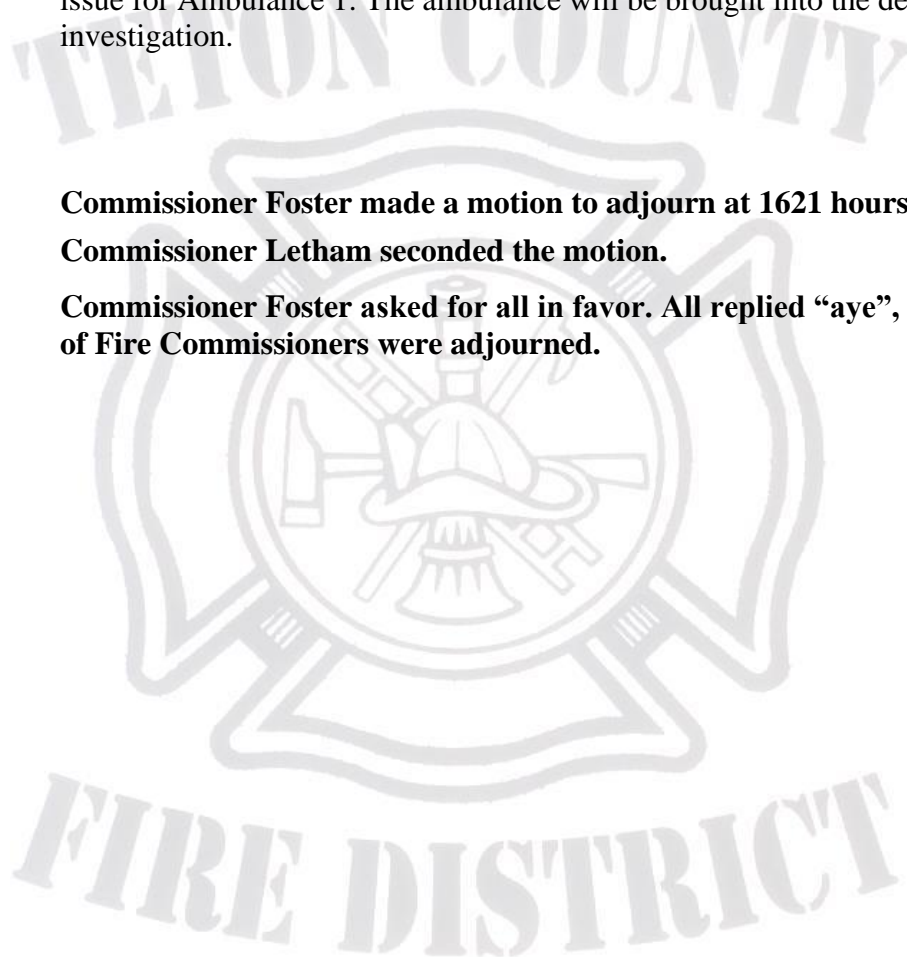 issue for Ambulance 1. The ambulance will be brought into the de
investigation.
TETON COUNTY
Commissioner Foster made a motion to adjourn at 1621 hours
Commissioner Letham seconded the motion.
Commissioner Foster asked for all in favor. All replied “aye”,
of Fire Commissioners were adjourned.
FIRE DISTRICT